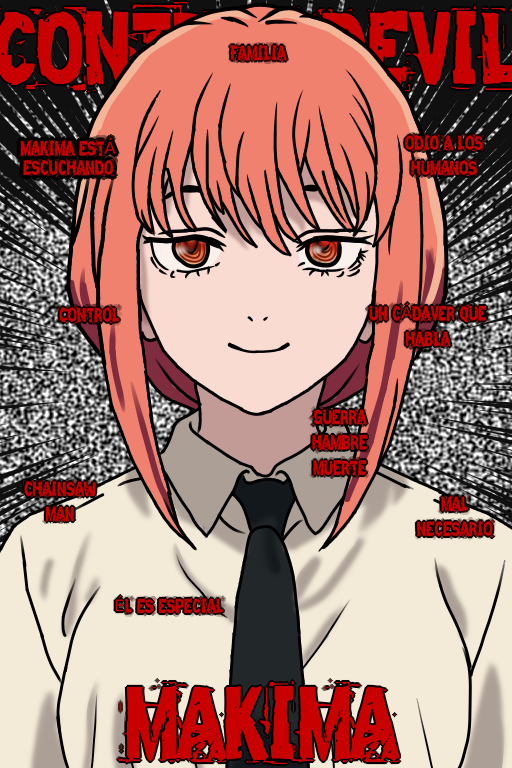 CONT DEVIL
FAMILIA
MAKIMA ESTÁ
ESCUCHANDO
ODIO A LOS
HUMANOS
CONTROL
UN CÁDAVER QUE
HABLA
GUERRA
HAMBRE
MUERTE
CHAINSAW
MAN
MAL
NECESARIO
ÉL ES ESPECIAL
MAKIMA